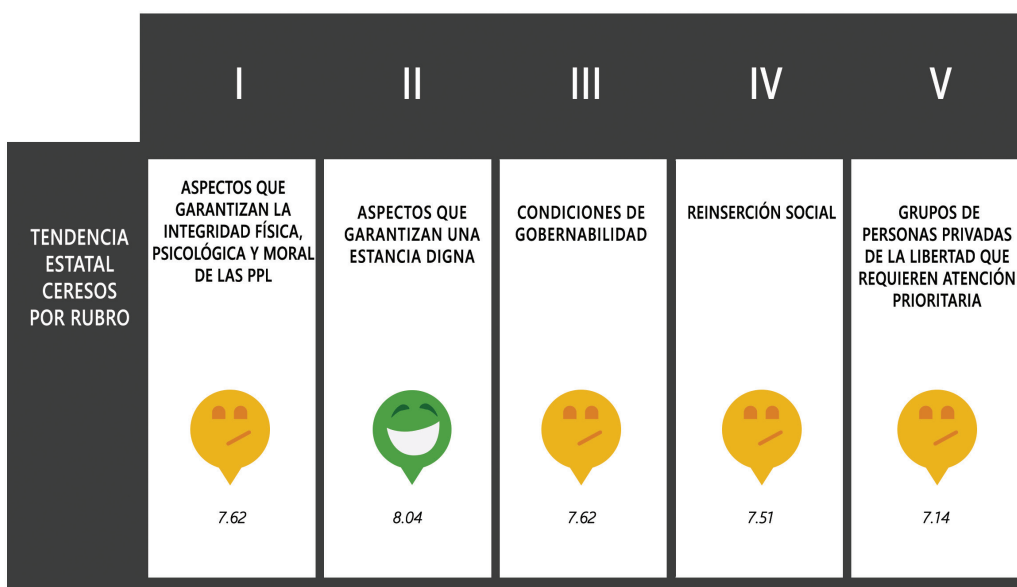 I
II
III
IV
V
TENDENCIA
ESTATAL
CERESOS
POR RUBRO
ASPECTOS QUE
GARANTIZAN LA
INTEGRIDAD FÍSICA,
PSICOLÓGICA Y MORAL
DE LAS PPL
ASPECTOS QUE
GARANTIZAN UNA
ESTANCIA DIGNA
CONDICIONES DE
GOBERNABILIDAD
REINSERCIÓN SOCIAL
GRUPOS DE
PERSONAS PRIVADAS
DE LA LIBERTAD QUE
REQUIEREN ATENCIÓN
PRIORITARIA
7.62
8.04
7.62
7.51
7.14